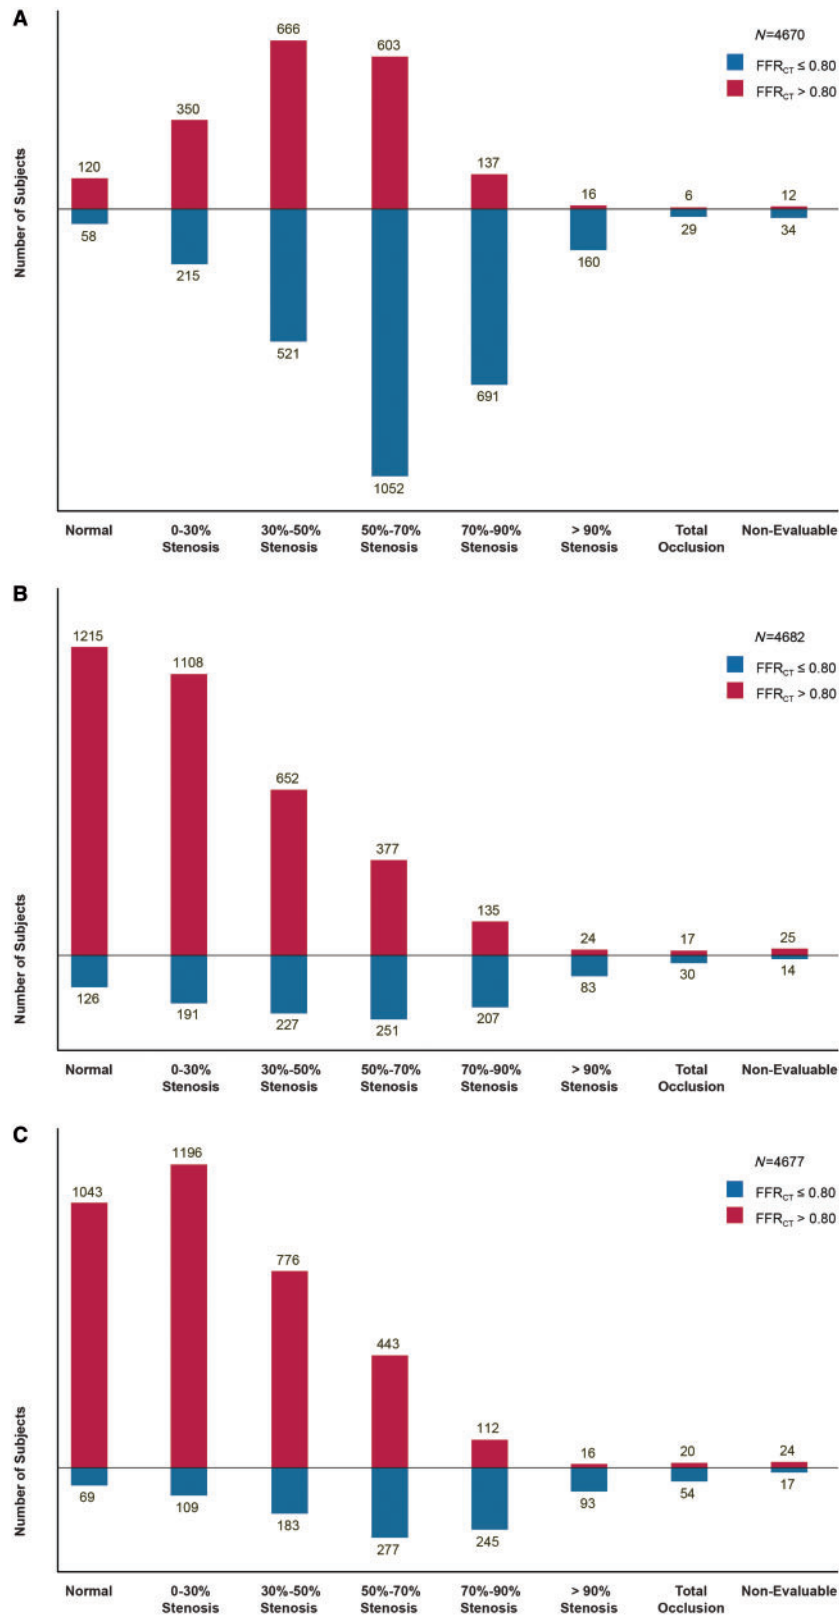 A
N=4670
FFRCT ≤ 0.80
FFRCT > 0.80
Number of Subjects
120 350 666 603 137 16 6 12
58 215 521 1052 691 160 29 34
Normal 0-30% 30%-50% 50%-70% 70%-90% > 90% Total Non-Evaluable
Stenosis Stenosis Stenosis Stenosis Stenosis Occlusion
B
N=4682
FFRCT ≤ 0.80
FFRCT > 0.80
Number of Subjects
1215 1108 652 377 135 24 17 25
126 191 227 251 207 83 30 14
Normal 0-30% 30%-50% 50%-70% 70%-90% > 90% Total Non-Evaluable
Stenosis Stenosis Stenosis Stenosis Stenosis Occlusion
C
N=4677
FFRCT ≤ 0.80
FFRCT > 0.80
Number of Subjects
1043 1196 776 443 112 16 20 24
69 109 183 277 245 93 54 17
Normal 0-30% 30%-50% 50%-70% 70%-90% > 90% Total Non-Evaluable
Stenosis Stenosis Stenosis Stenosis Stenosis Occlusion